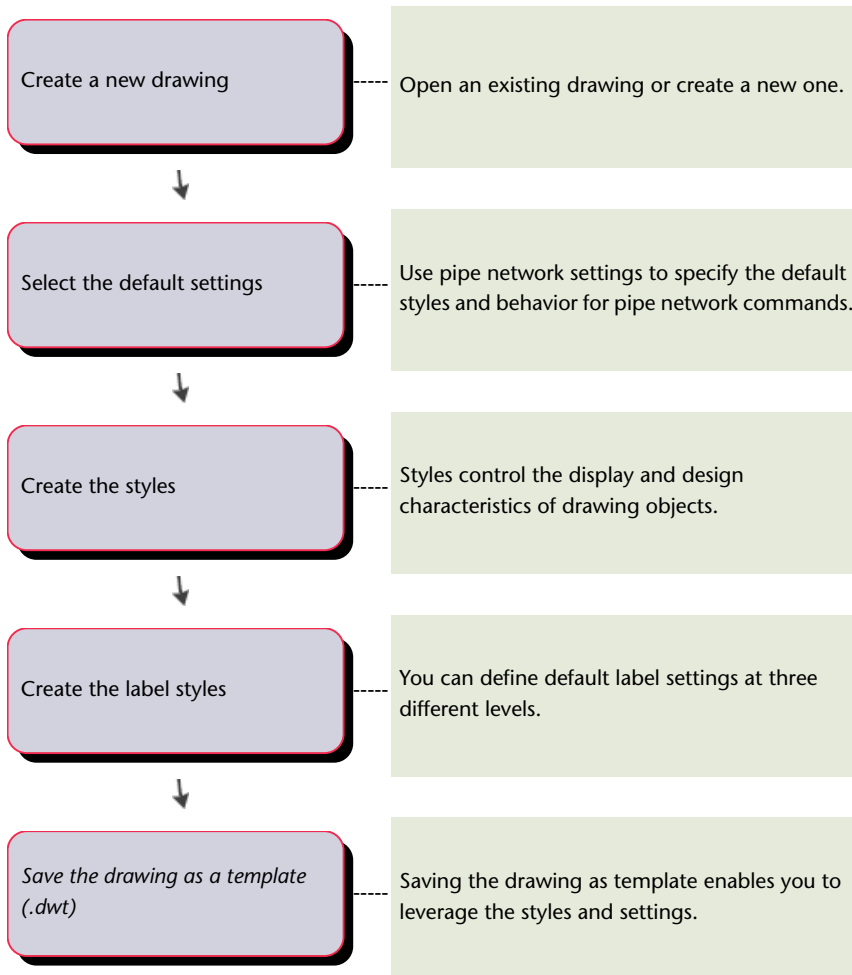 Create a new drawing
Open an existing drawing or create a new one.
Select the default settings
Use pipe network settings to specify the default
styles and behavior for pipe network commands.
Create the styles
Styles control the display and design
characteristics of drawing objects.
Create the label styles
You can define default label settings at three
different levels.
Save the drawing as a template
(.dwt)
Saving the drawing as template enables you to
leverage the styles and settings.